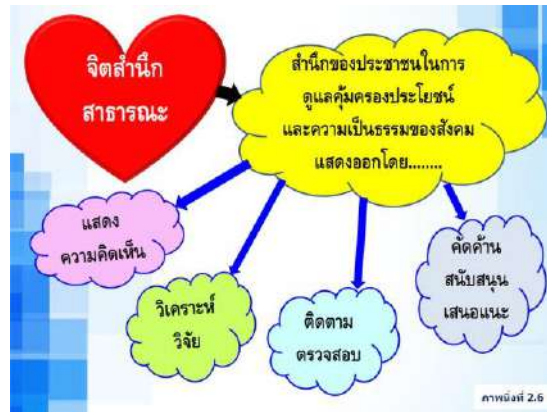 จิตสำนึก
สาธารณะ
สำนึกของประชาชนในการ
ดูแลคุ้มครองประโยชน์
และความเป็นธรรมของสังคม
แสดงออกโดย........
แสดง
ความคิดเห็น
วิเคราะห์
วิจัย
ติดตาม
ตรวจสอบ
คัดค้าน
สนับสนุน
เสนอแนะ
ภาพนิ่งที่ 2.6